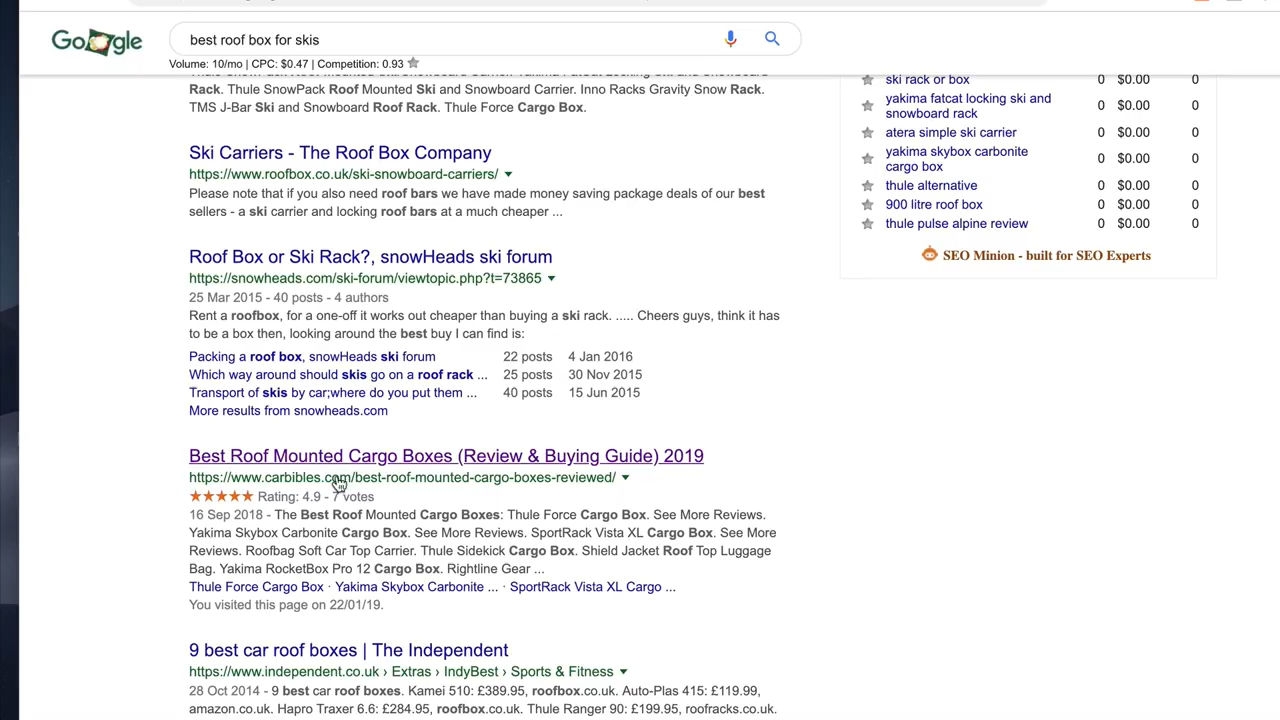 Google
best roof box for skis
Volume: 10/mo | CPC: $0.47 | Competition: 0.93
Rack. Thule SnowPack Roof Mounted Ski and Snowboard Carrier. Inno Racks Gravity Snow Rack.
TMS J-Bar Ski and Snowboard Roof Rack. Thule Force Cargo Box.
Ski Carriers - The Roof Box Company
https://www.roofbox.co.uk/ski-snowboard-carriers/
Please note that if you also need roof bars we have made money saving package deals of our best
sellers - a ski carrier and locking roof bars at a much cheaper ...
Roof Box or Ski Rack?, snowHeads ski forum
https://snowheads.com/ski-forum/viewtopic.php?t=73865
25 Mar 2015 - 40 posts - 4 authors
Rent a roofbox, for a one-off it works out cheaper than buying a ski rack. ..... Cheers guys, think it has
to be a box then, looking around the best buy I can find is:
Packing a roof box, snowHeads ski forum 22 posts 4 Jan 2016
Which way around should skis go on a roof rack ... 25 posts 30 Nov 2015
Transport of skis by car;where do you put them ... 40 posts 15 Jun 2015
More results from snowheads.com
Best Roof Mounted Cargo Boxes (Review & Buying Guide) 2019
https://www.carbibles.com/best-roof-mounted-cargo-boxes-reviewed/
Rating: 4.9 - 7 votes
16 Sep 2018 - The Best Roof Mounted Cargo Boxes: Thule Force Cargo Box. See More Reviews.
Yakima Skybox Carbonite Cargo Box. See More Reviews. SportRack Vista XL Cargo Box. See More
Reviews. Roofbag Soft Car Top Carrier. Thule Sidekick Cargo Box. Shield Jacket Roof Top Luggage
Bag. Yakima RocketBox Pro 12 Cargo Box. Rightline Gear ...
Thule Force Cargo Box · Yakima Skybox Carbonite ... · SportRack Vista XL Cargo ...
You visited this page on 22/01/19.
9 best car roof boxes | The Independent
https://www.independent.co.uk › Extras › IndyBest › Sports & Fitness
28 Oct 2014 - 9 best car roof boxes. Kamei 510: £389.95, roofbox.co.uk. Auto-Plas 415: £119.99,
amazon.co.uk. Hapro Traxer 6.6: £284.95, roofbox.co.uk. Thule Ranger 90: £199.95, roofracks.co.uk.
ski rack or box 0 $0.00 0
yakima fatcat locking ski and
snowboard rack 0 $0.00 0
atera simple ski carrier 0 $0.00 0
yakima skybox carbonite
cargo box 0 $0.00 0
thule alternative 0 $0.00 0
900 litre roof box 0 $0.00 0
thule pulse alpine review 0 $0.00 0
SEO Minion - built for SEO Experts